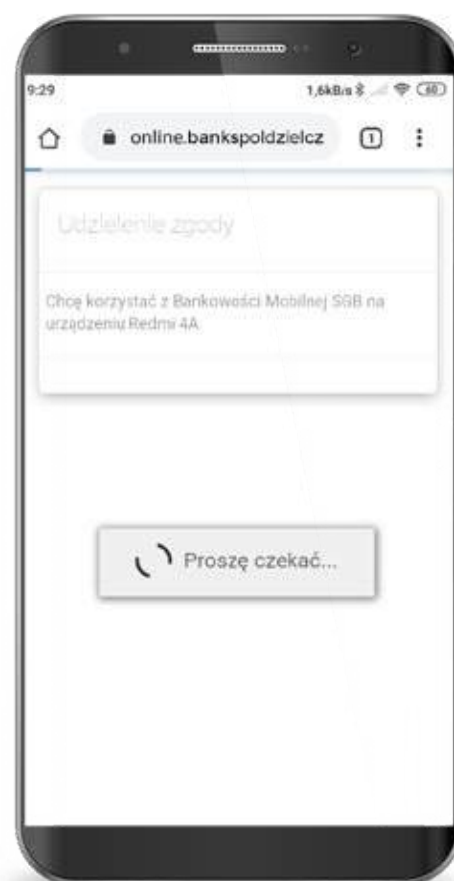 9:29 1,6kB/s 60
online.bankspoldzielcz 1
Udzielenie zgody
Chcę korzystać z Bankowości Mobilnej SGB na
urządzeniu Redmi 4A
Proszę czekać...